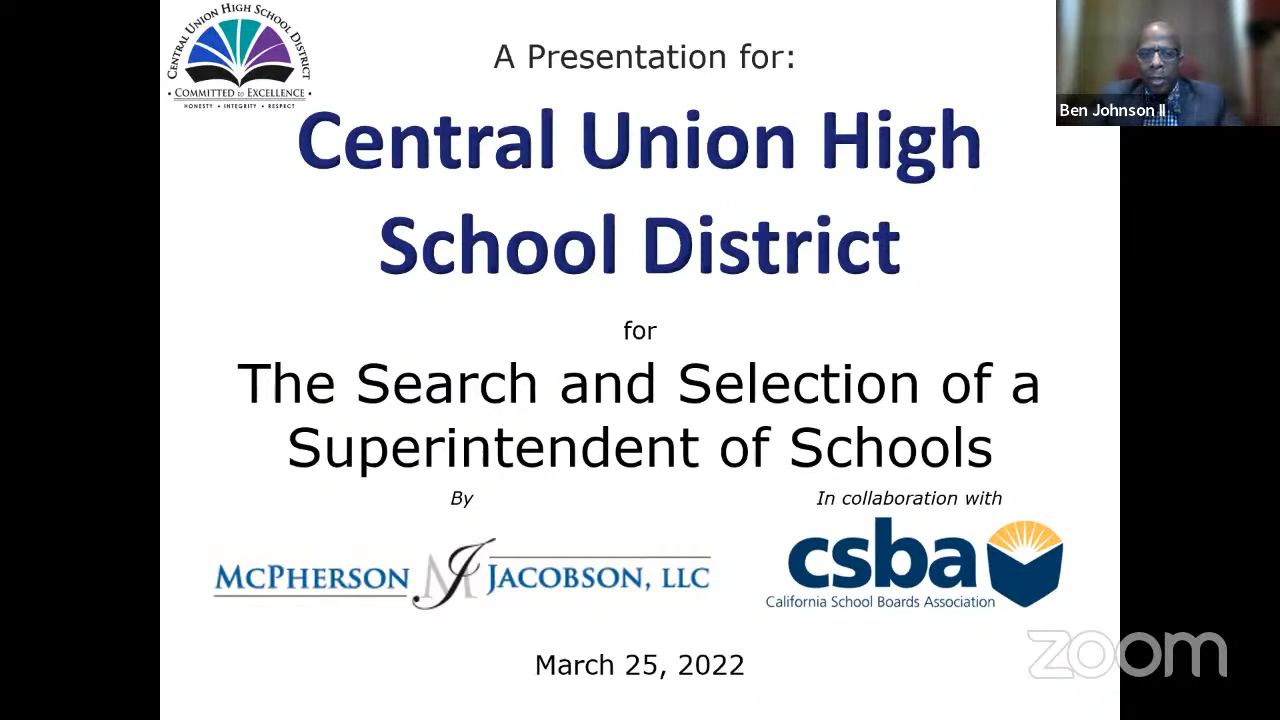 CENTRAL UNION HIGH SCHOOL DISTRICT
• COMMITTED TO EXCELLENCE •
HONESTY • INTEGRITY • RESPECT
A Presentation for:
Ben Johnson II
Central Union High
School District
for
The Search and Selection of a
Superintendent of Schools
By
In collaboration with
MCPHERSON MJ JACOBSON, LLC
csba
California School Boards Association
zoom
March 25, 2022